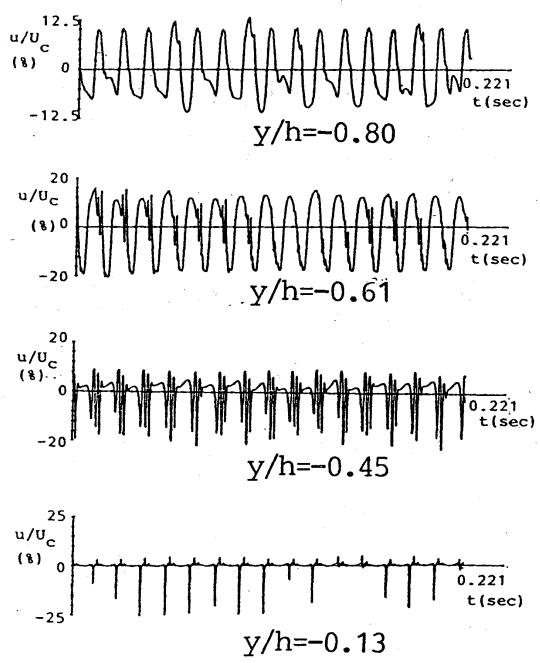 12.5
u/U_C
(%)
0
-12.5
0.221
t(sec)
y/h=-0.80
20
u/U_C
(%)
0
-20
0.221
t(sec)
y/h=-0.61
20
u/U_C
(%)
0
-20
0.221
t(sec)
y/h=-0.45
25
u/U_C
(%)
0
-25
0.221
t(sec)
y/h=-0.13